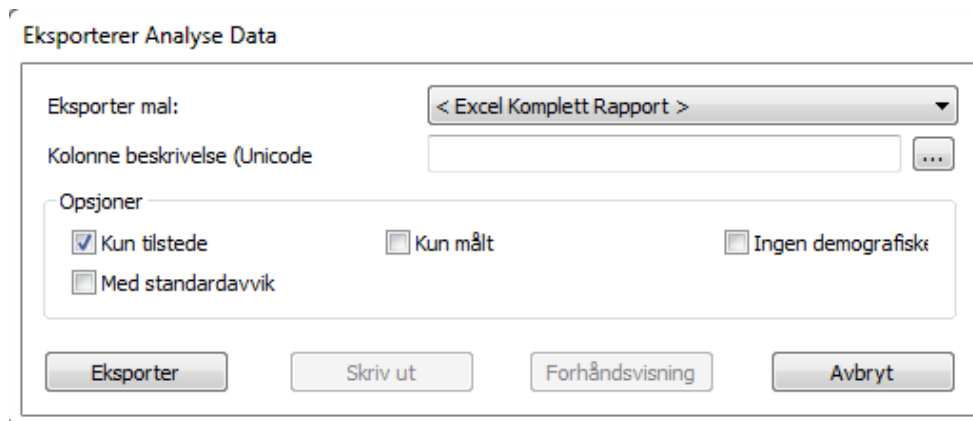 Eksporterer Analyse Data
Eksporter mal: < Excel Komplett Rapport >
Kolonne beskrivelse (Unicode ...
Opsjoner
Kun tilstede Kun målt Ingen demografiske
Med standardavvik
Eksporter Skriv ut Forhåndsvisning Avbryt